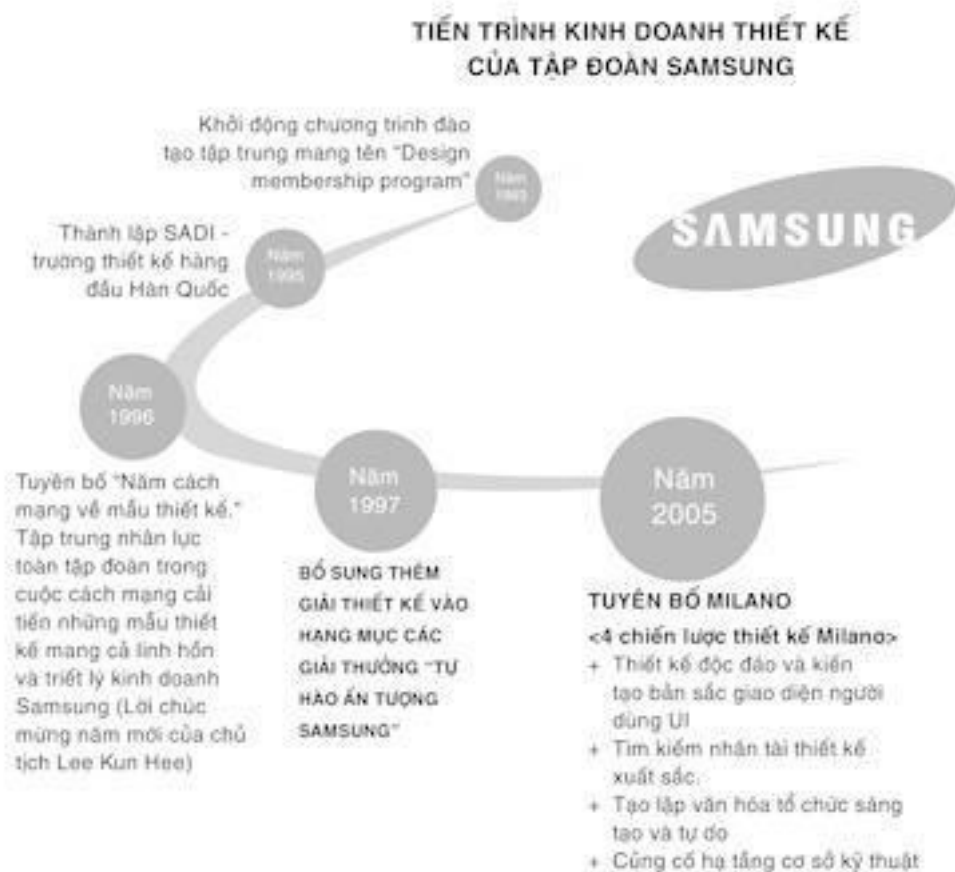 TIẾN TRÌNH KINH DOANH THIẾT KẾ
CỦA TẬP ĐOÀN SAMSUNG
Khởi động chương trình đào
tạo tập trung mang tên “Design
membership program”
Năm
1993
SAMSUNG
Thành lập SADI -
trường thiết kế hàng
đầu Hàn Quốc
Năm
1995
Năm
1996
Tuyên bố “Năm cách
mạng về mẫu thiết kế.”
Tập trung nhân lực
toàn tập đoàn trong
cuộc cách mạng cải
tiến những mẫu thiết
kế mang cả linh hồn
và triết lý kinh doanh
Samsung (Lời chúc
mừng năm mới của chủ
tịch Lee Kun Hee)
Năm
1997
BỔ SUNG THÊM
GIẢI THIẾT KẾ VÀO
HẠNG MỤC CÁC
GIẢI THƯỞNG “TỰ
HÀO ẤN TƯỢNG
SAMSUNG”
Năm
2005
TUYÊN BỐ MILANO
<4 chiến lược thiết kế Milano>
+ Thiết kế độc đáo và kiến
tạo bản sắc giao diện người
dùng UI
+ Tìm kiếm nhân tài thiết kế
xuất sắc.
+ Tạo lập văn hóa tổ chức sáng
tạo và tự do
+ Củng cố hạ tầng cơ sở kỹ thuật